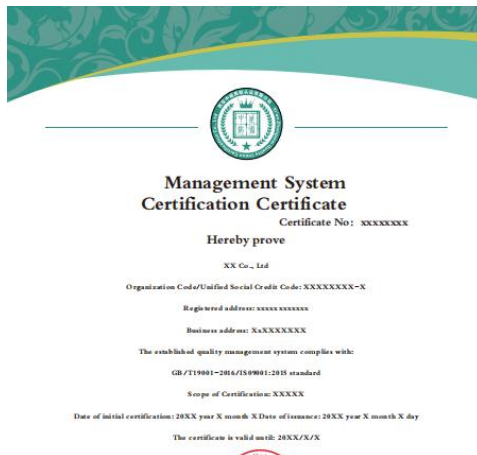 Management System
Certification Certificate
Certificate No: xxxxxxxx
Hereby prove
XX Co., Ltd
Organization Code/Unified Social Credit Code: XXXXXXXX-X
Registered address: xxxxx xxxxxxx
Business address: XxXXXXXXX
The established quality management system complies with:
GB/T19001-2016/ISO9001:2015 standard
Scope of Certification: XXXXX
Date of initial certification: 20XX year X month X Date of issuance: 20XX year X month X day
The certificate is valid until: 20XX/X/X